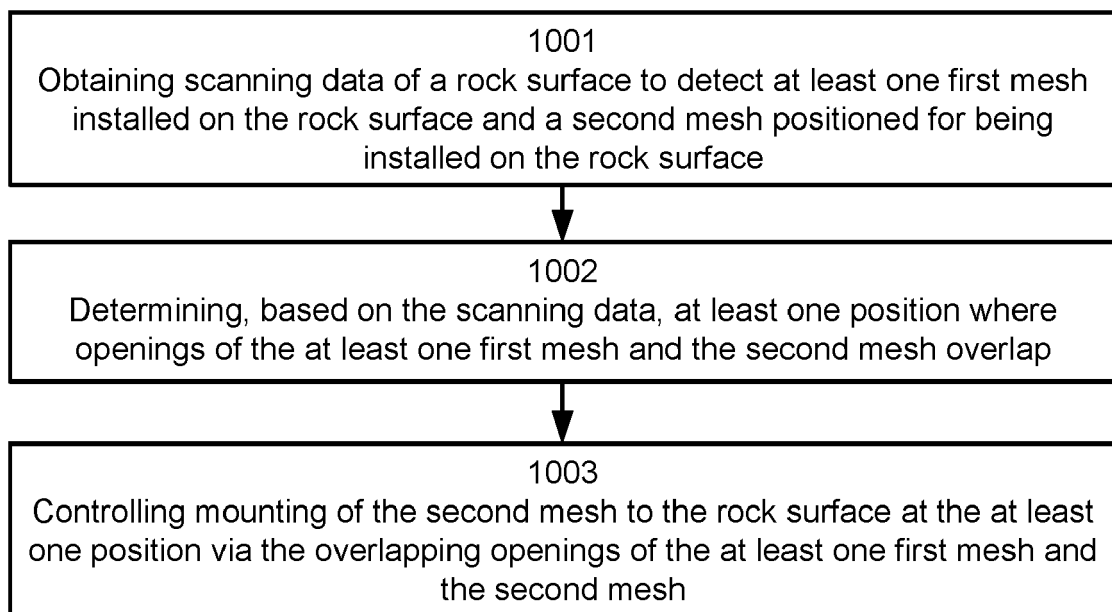 1001
Obtaining scanning data of a rock surface to detect at least one first mesh
installed on the rock surface and a second mesh positioned for being
installed on the rock surface
1002
Determining, based on the scanning data, at least one position where
openings of the at least one first mesh and the second mesh overlap
1003
Controlling mounting of the second mesh to the rock surface at the at least
one position via the overlapping openings of the at least one first mesh and
the second mesh